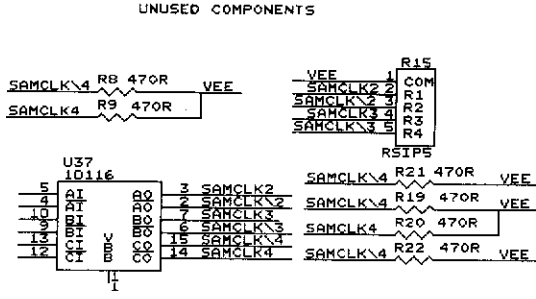 UNUSED COMPONENTS
R15
SAMCLK\4 R8 470R VEE
SAMCLK4 R9 470R
VEE 1 COM
SAMCLK2 2 R1
SAMCLK\2 3 R2
SAMCLK3 4 R3
SAMCLK\3 5 R4
RSIP5
U37
10116
5 AI AO 3 SAMCLK2
4 AI AO 2 SAMCLK\2
10 BI BO 7 SAMCLK3
9 BI BO 6 SAMCLK\3
13 CI CO 15 SAMCLK\4
12 CI CO 14 SAMCLK4
VBB
11
SAMCLK\4 R21 470R VEE
SAMCLK\4 R19 470R VEE
SAMCLK4 R20 470R
SAMCLK\4 R22 470R VEE